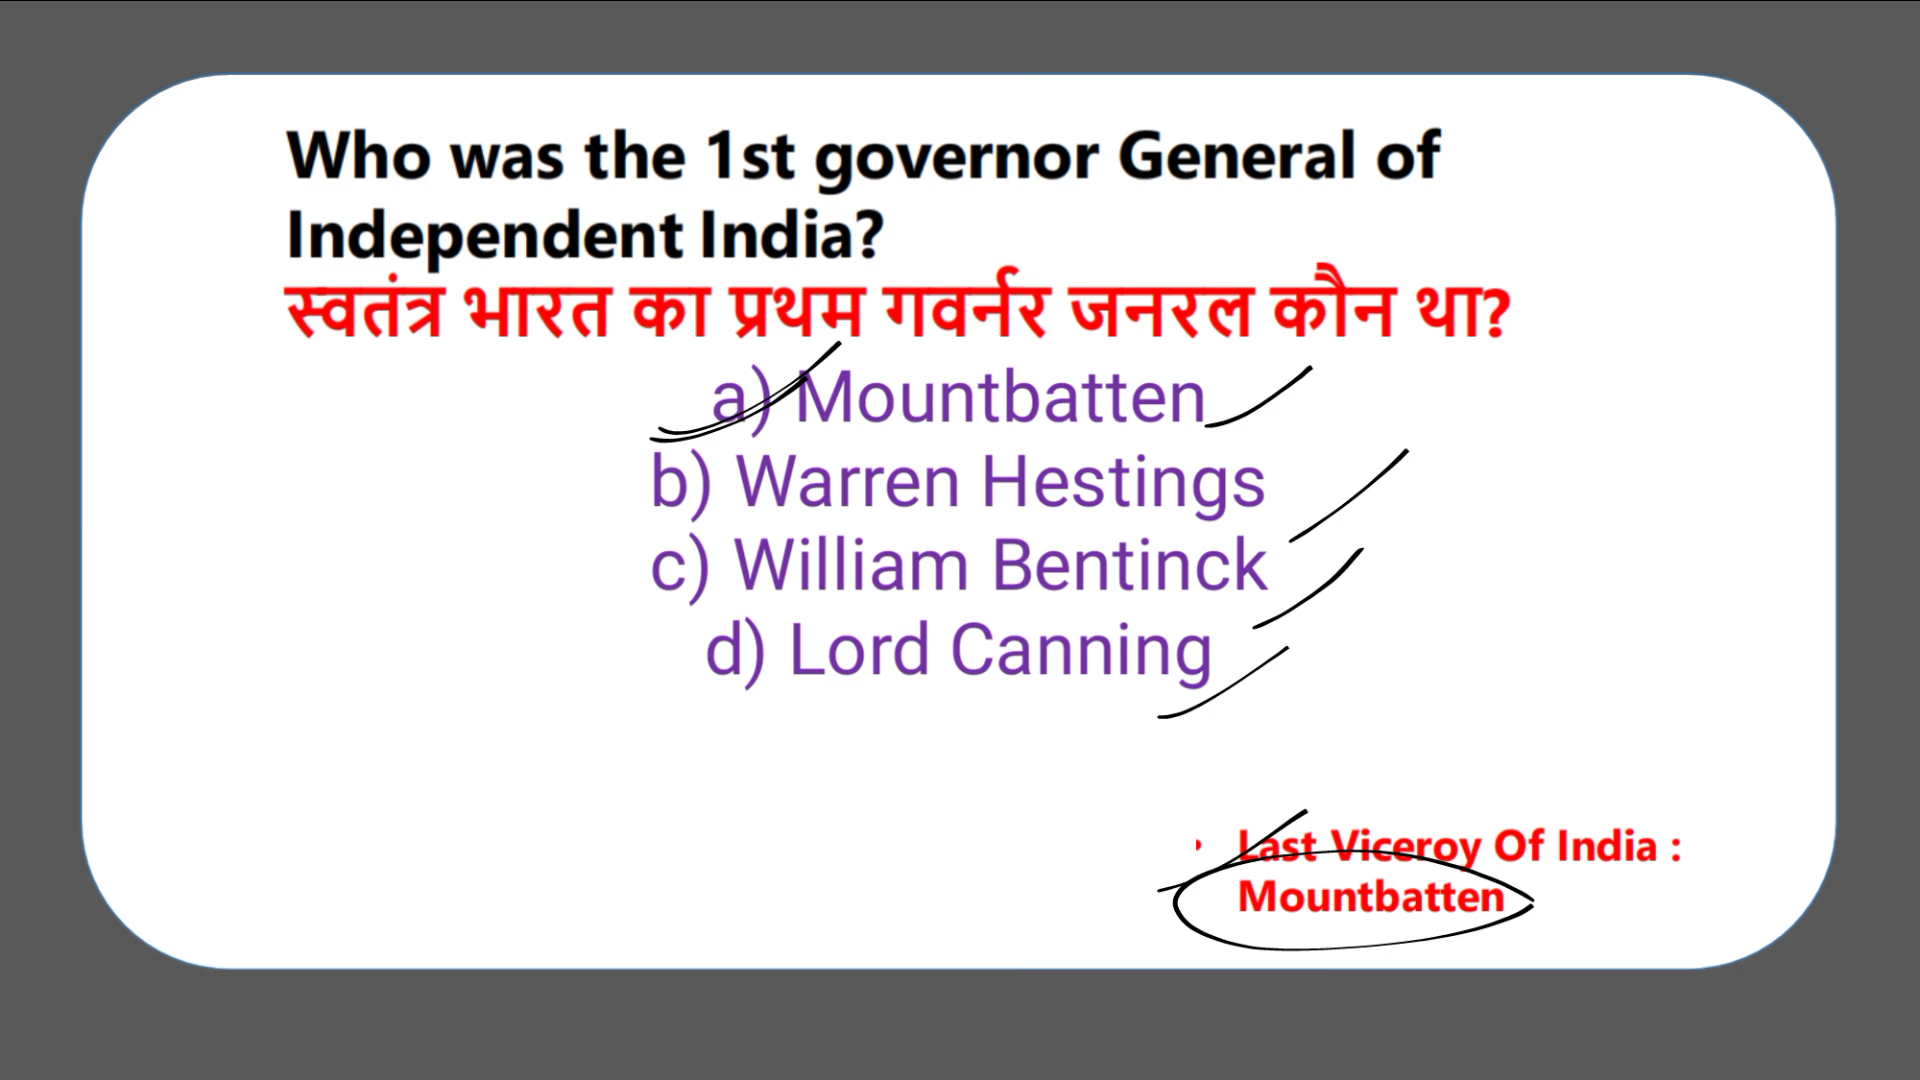 Who was the 1st governor General of
Independent India?
स्वतंत्र भारत का प्रथम गवर्नर जनरल कौन था?
a) Mountbatten
b) Warren Hestings
c) William Bentinck
d) Lord Canning
• Last Viceroy Of India :
Mountbatten